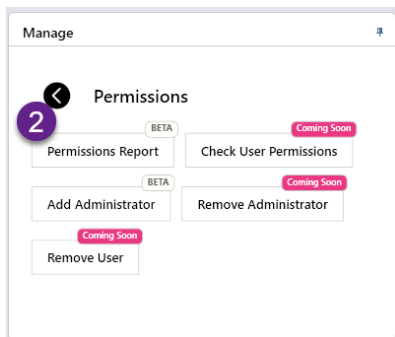 Manage
Permissions
2
BETA
Coming Soon
Permissions Report
Check User Permissions
BETA
Coming Soon
Add Administrator
Remove Administrator
Coming Soon
Remove User